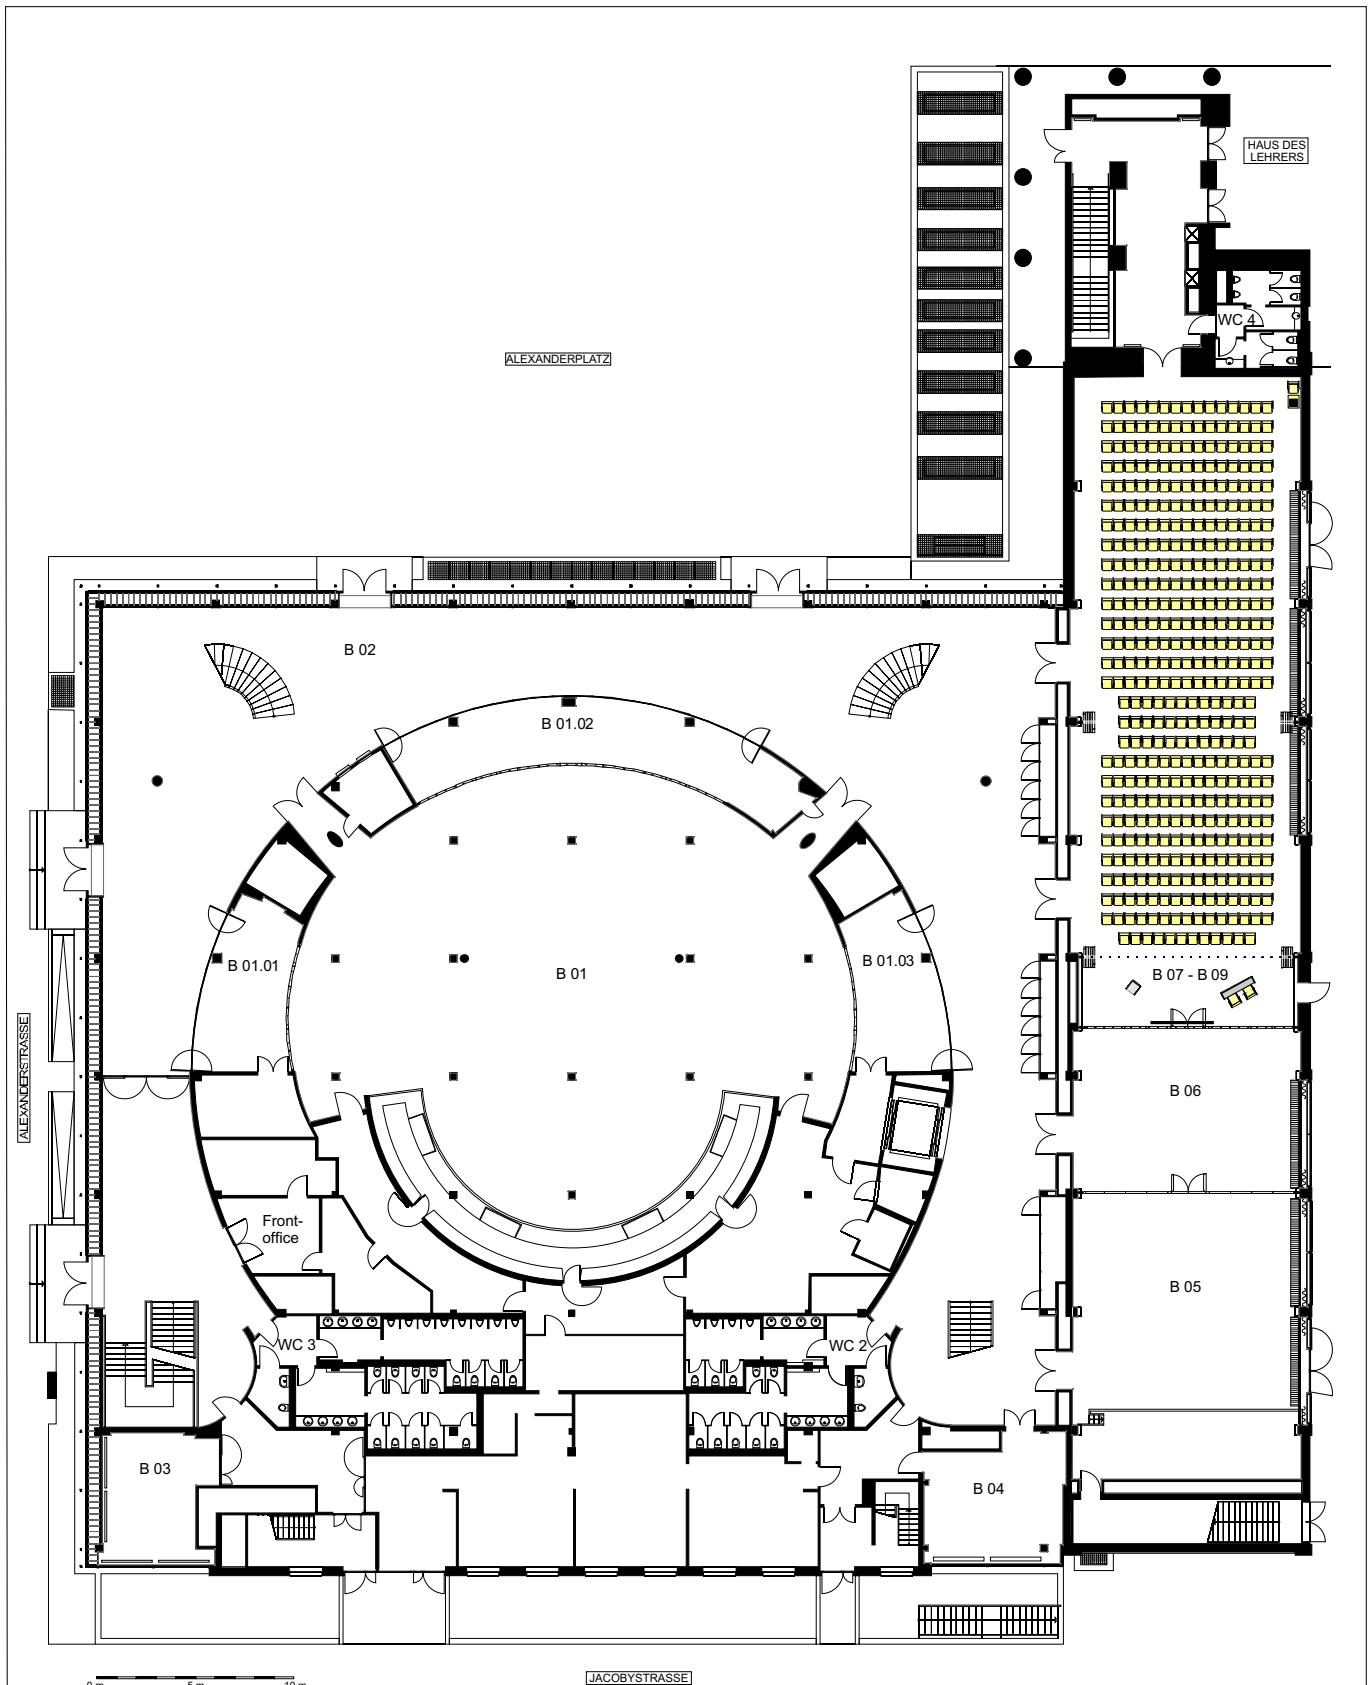 HAUS DES
LEHRERS
WC 4
ALEXANDERPLATZ
B 02
B 01.02
B 01.01
B 01
B 01.03
B 07 - B 09
ALEXANDERSTRASSE
B 06
Front-
office
B 05
WC 3
WC 2
B 03
B 04
0 m
5 m
10 m
JACOBYSTRASSE